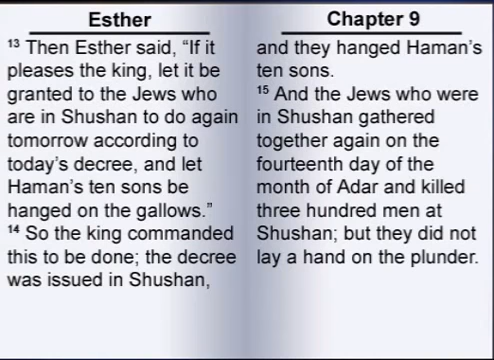 Esther
¹³ Then Esther said, “If it
pleases the king, let it be
granted to the Jews who
are in Shushan to do again
tomorrow according to
today’s decree, and let
Haman’s ten sons be
hanged on the gallows.”
¹⁴ So the king commanded
this to be done; the decree
was issued in Shushan,
Chapter 9
and they hanged Haman’s
ten sons.
¹⁵ And the Jews who were
in Shushan gathered
together again on the
fourteenth day of the
month of Adar and killed
three hundred men at
Shushan; but they did not
lay a hand on the plunder.